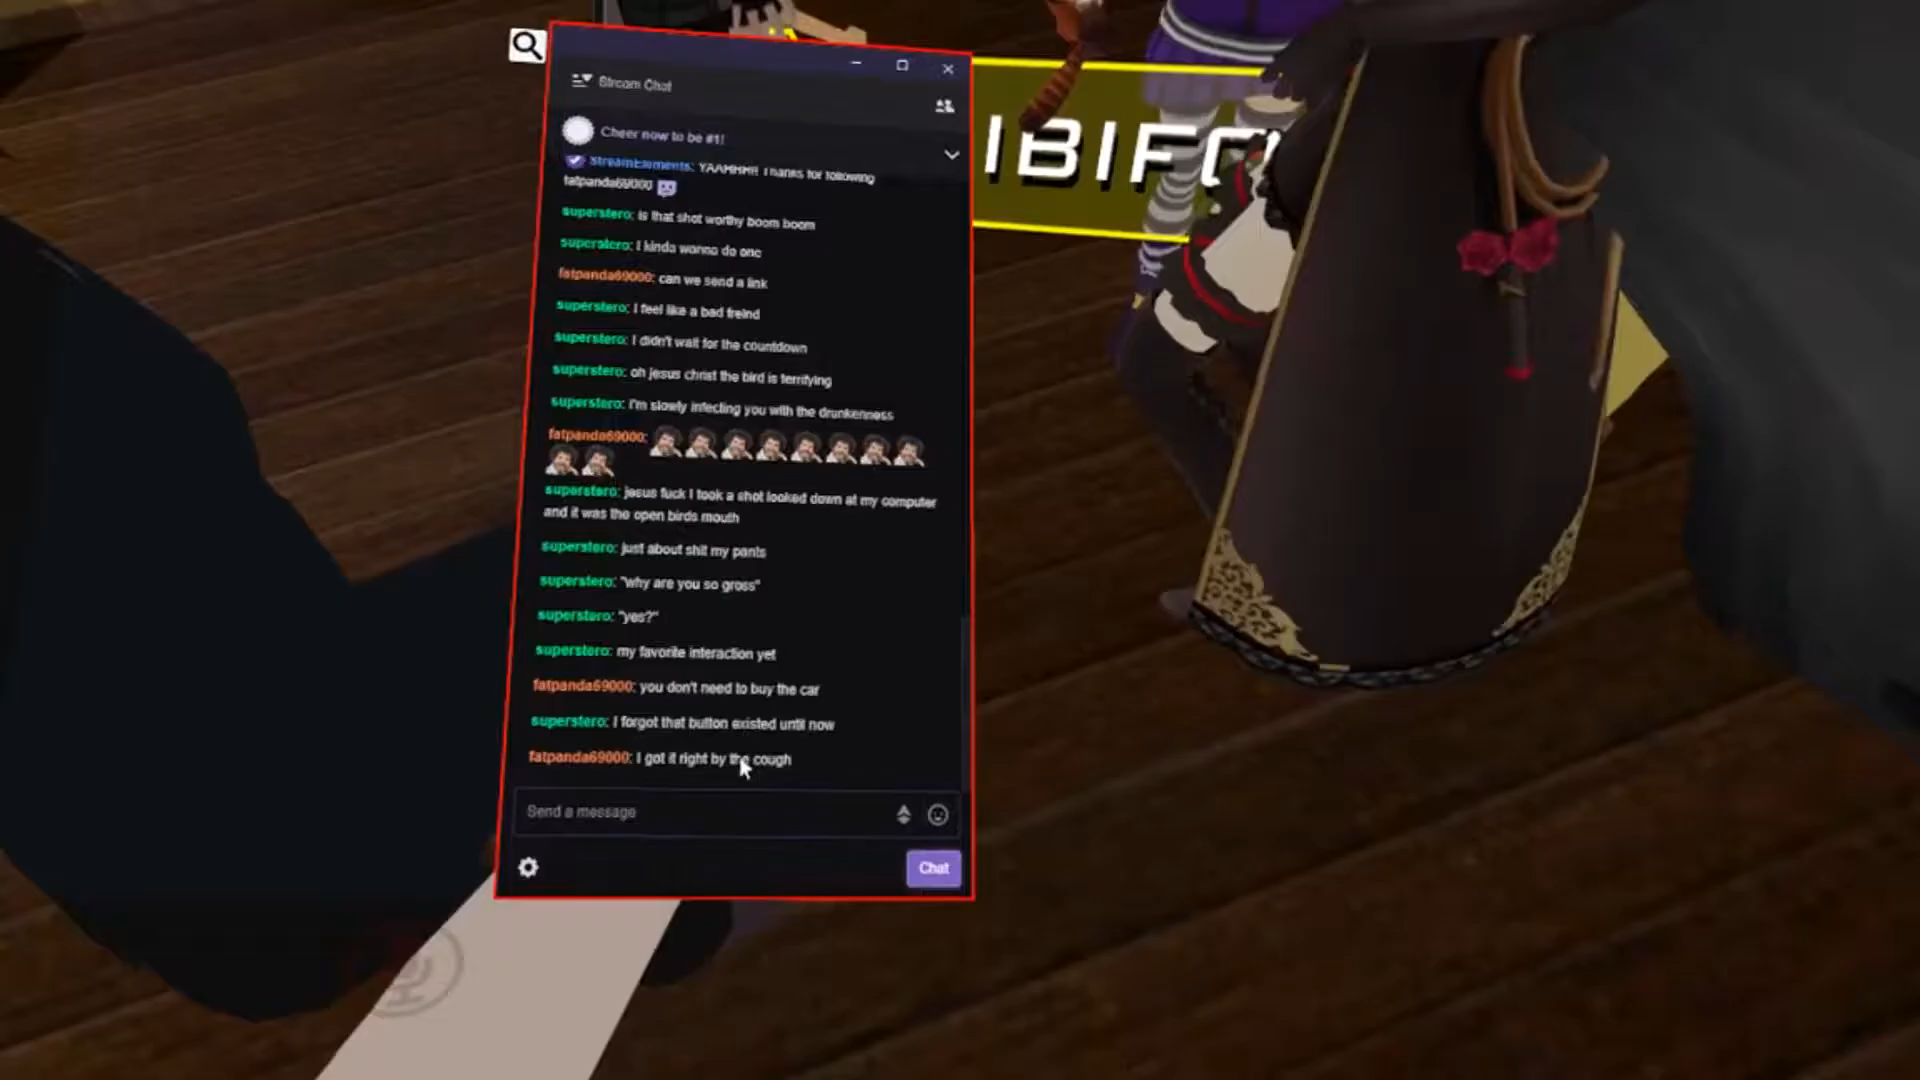 Stream Chat
Cheer now to be #1!
StreamElements: YAAHHHH! Thanks for following
fatpanda69000
superstero: is that shot worthy boom boom
superstero: I kinda wanna do one
fatpanda69000: can we send a link
superstero: I feel like a bad freind
superstero: I didn't wait for the countdown
superstero: oh jesus christ the bird is terrifying
superstero: I'm slowly infecting you with the drunkenness
fatpanda69000:
superstero: jesus fuck I took a shot looked down at my computer
and it was the open birds mouth
superstero: just about shit my pants
superstero: "why are you so gross"
superstero: "yes?"
superstero: my favorite interaction yet
fatpanda69000: you don't need to buy the car
superstero: I forgot that button existed until now
fatpanda69000: I got it right by the cough
Send a message
Chat